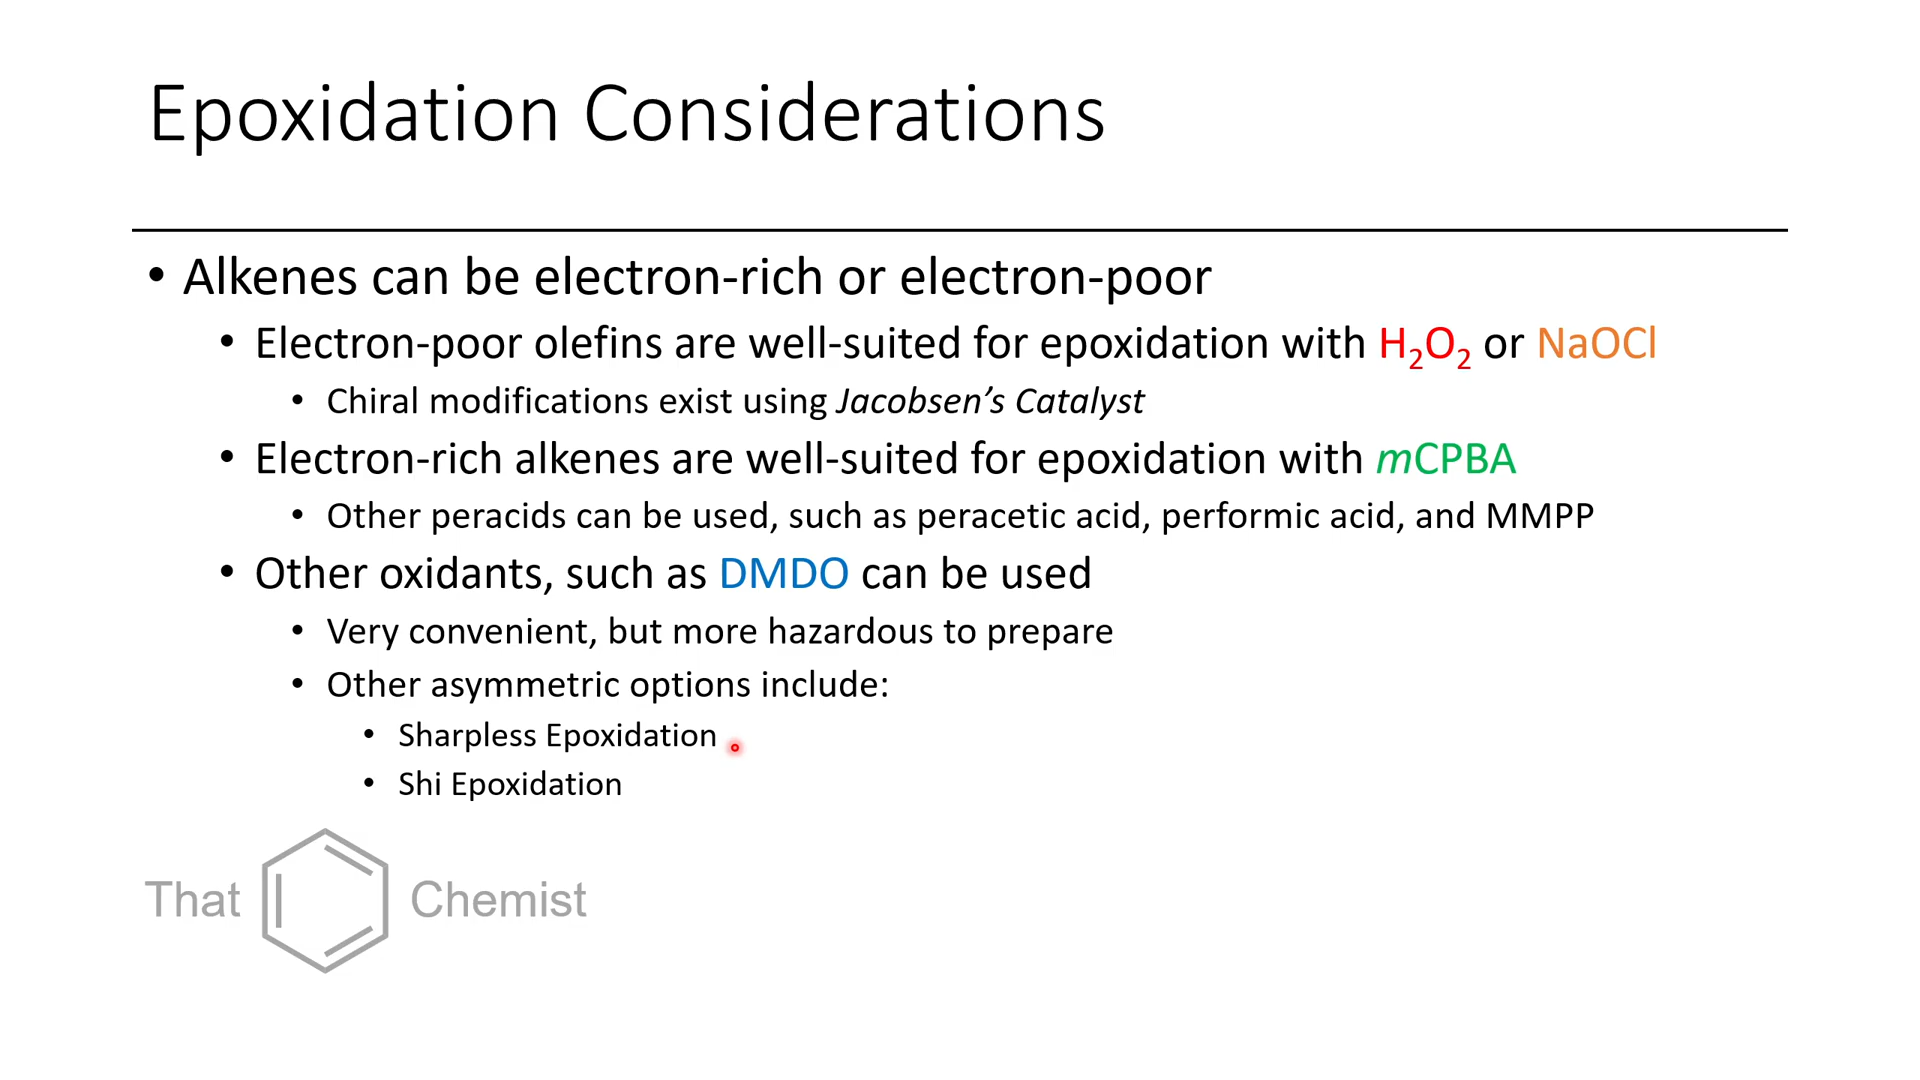 Epoxidation Considerations
• Alkenes can be electron-rich or electron-poor
• Electron-poor olefins are well-suited for epoxidation with H₂O₂ or NaOCl
• Chiral modifications exist using Jacobsen’s Catalyst
• Electron-rich alkenes are well-suited for epoxidation with mCPBA
• Other peracids can be used, such as peracetic acid, performic acid, and MMPP
• Other oxidants, such as DMDO can be used
• Very convenient, but more hazardous to prepare
• Other asymmetric options include:
• Sharpless Epoxidation
• Shi Epoxidation
That Chemist